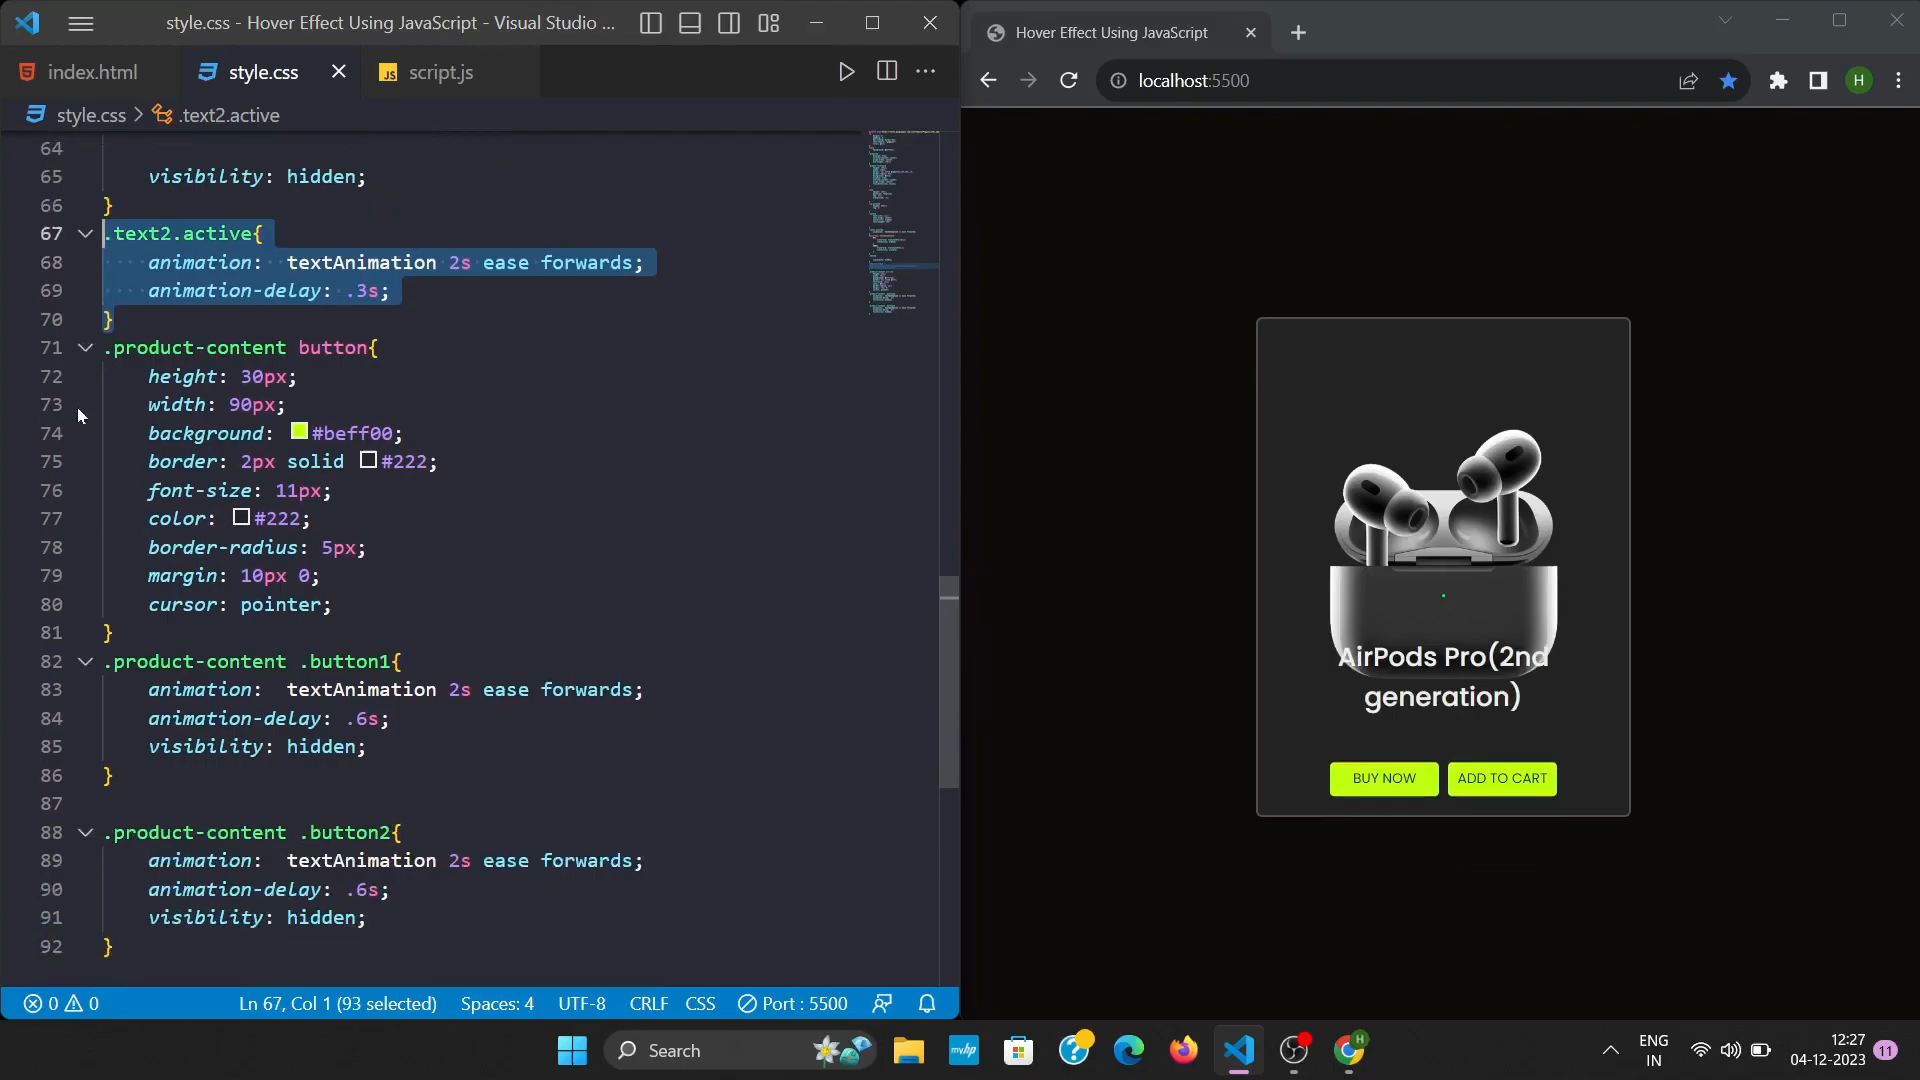 style.css - Hover Effect Using JavaScript - Visual Studio ...
index.html
style.css
JS script.js
style.css > .text2.active
64
65 visibility: hidden;
66 }
67 .text2.active{
68 animation:  textAnimation 2s ease forwards;
69 animation-delay: .3s;
70 }
71 .product-content button{
72 height: 30px;
73 width: 90px;
74 background: #beff00;
75 border: 2px solid #222;
76 font-size: 11px;
77 color: #222;
78 border-radius: 5px;
79 margin: 10px 0;
80 cursor: pointer;
81 }
82 .product-content .button1{
83 animation:  textAnimation 2s ease forwards;
84 animation-delay: .6s;
85 visibility: hidden;
86 }
87
88 .product-content .button2{
89 animation:  textAnimation 2s ease forwards;
90 animation-delay: .6s;
91 visibility: hidden;
92 }
0 0
Ln 67, Col 1 (93 selected)
Spaces: 4
UTF-8
CRLF
CSS
Port : 5500
Hover Effect Using JavaScript
localhost:5500
H
AirPods Pro(2nd
generation)
BUY NOW
ADD TO CART
Search
myhp
H
ENG
IN
12:27
04-12-2023
11